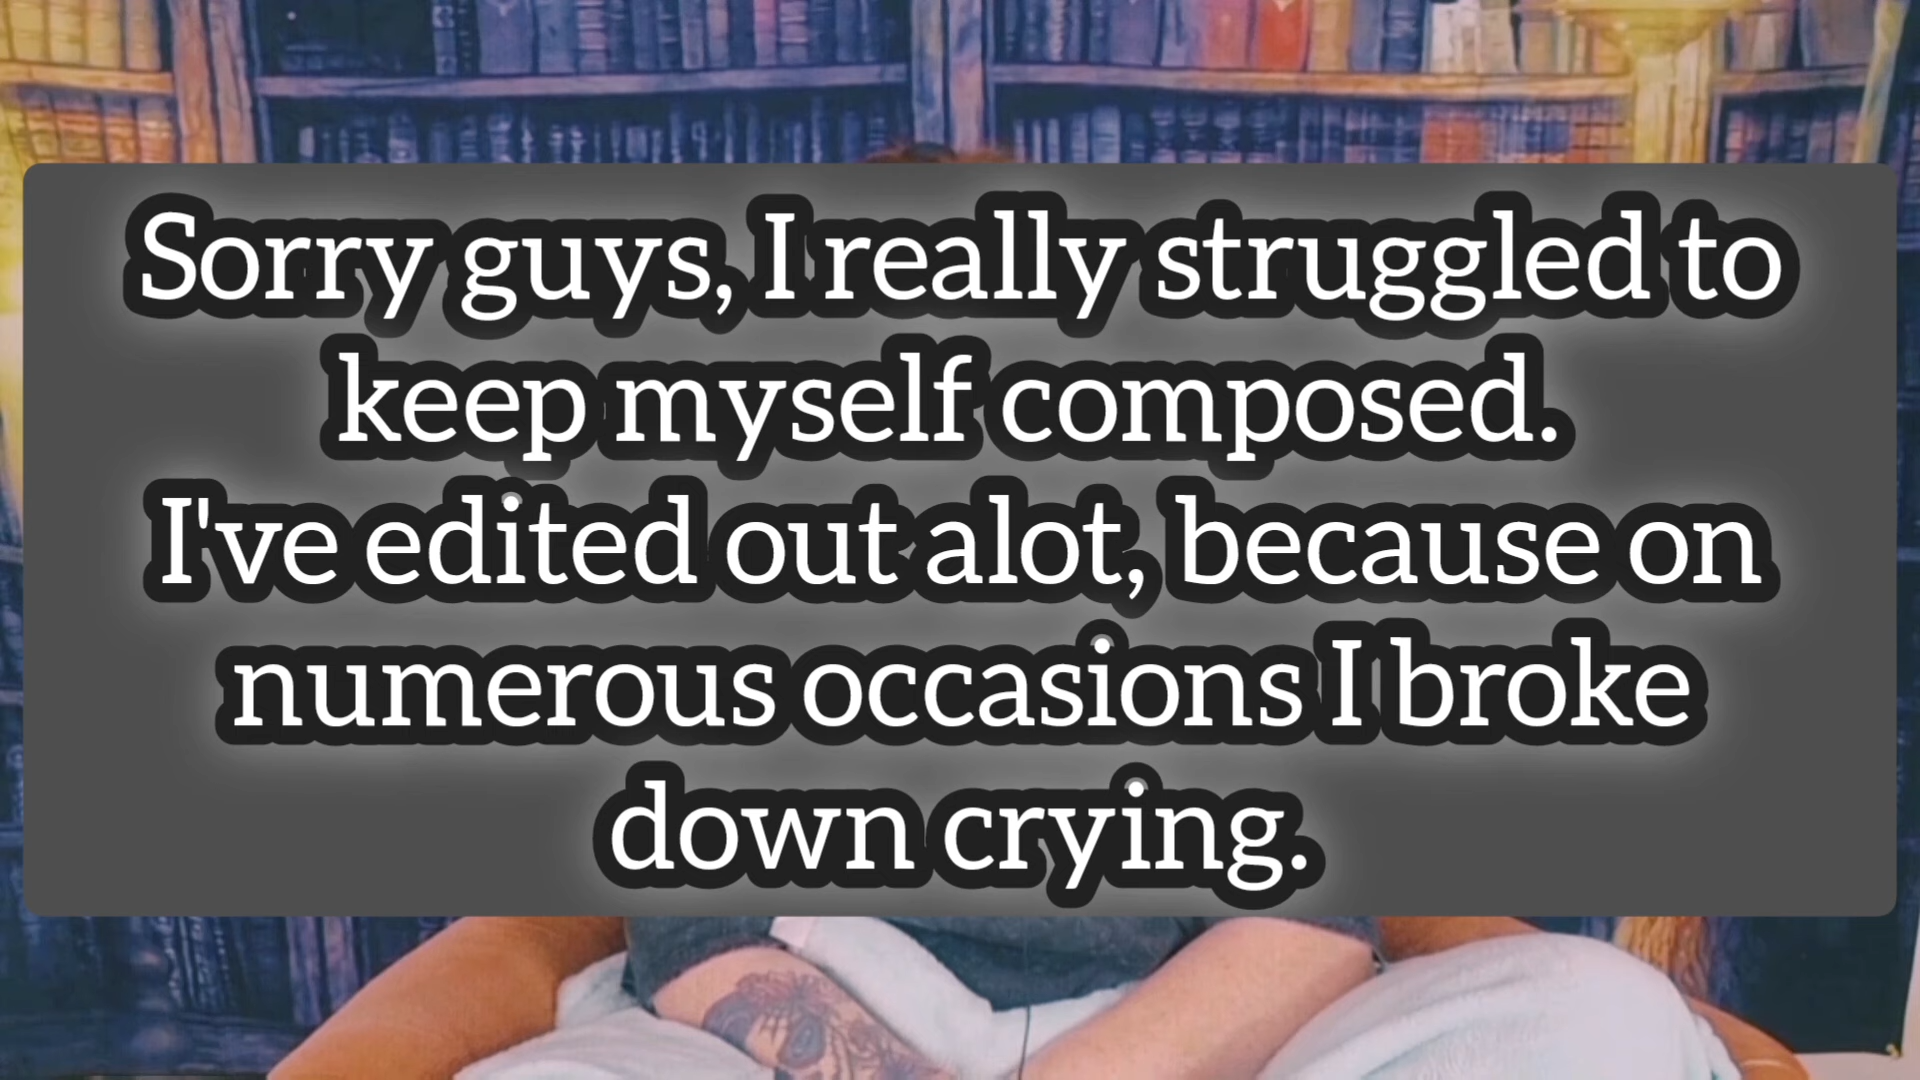 Sorry guys, I really struggled to
keep myself composed.
I've edited out alot, because on
numerous occasions I broke
down crying.